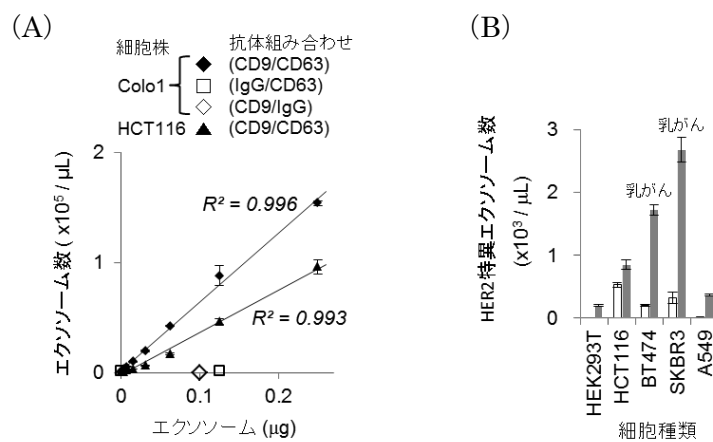 (A)
細胞株 抗体組み合わせ
Colo1 (CD9/CD63)
(IgG/CD63)
(CD9/IgG)
HCT116 (CD9/CD63)
エクソソーム数 ( x10⁵ / μL)
2
1
0
R² = 0.996
R² = 0.993
0 0.1 0.2
エクソソーム (μg)
(B)
HER2特異エクソソーム数
(x10³ / μL)
3
2
1
0
乳がん
乳がん
HEK293T
HCT116
BT474
SKBR3
A549
細胞種類